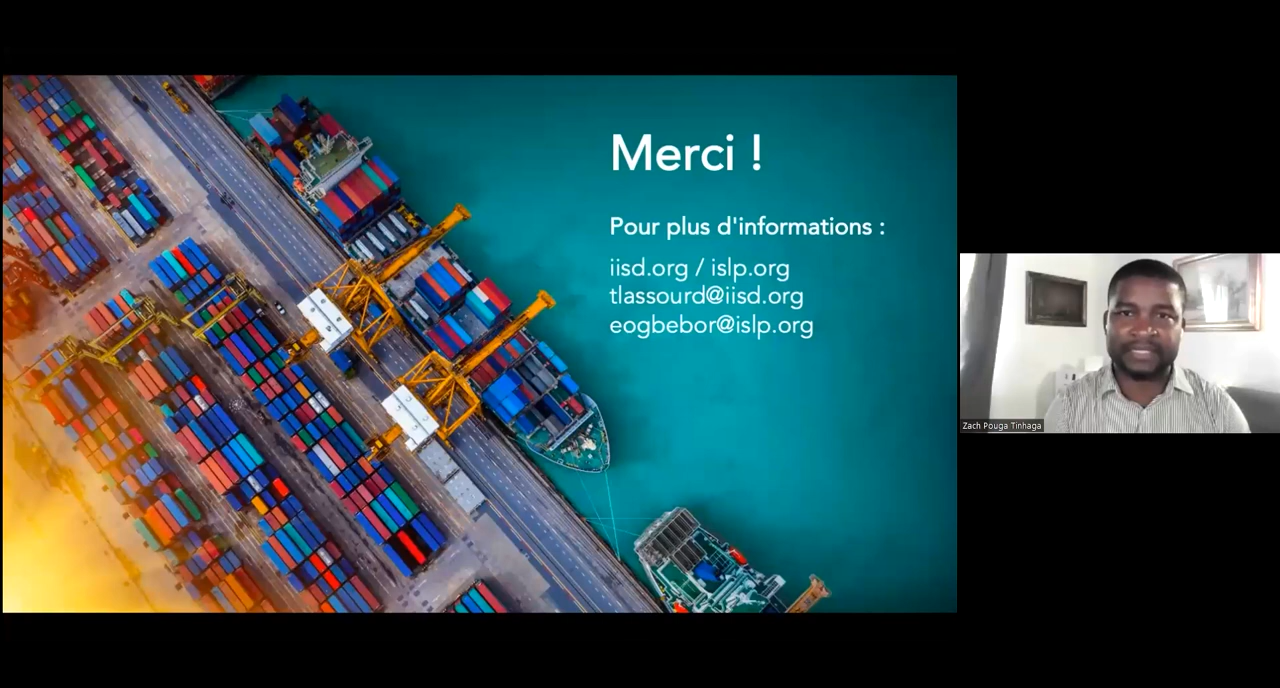 Merci !
Pour plus d'informations :
iisd.org / islp.org
tlassourd@iisd.org
eogbebor@islp.org
Zach Pouga Tinhaga